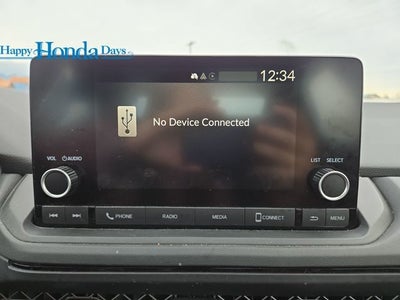 Happy Honda Days
12:34
No Device Connected
VOL AUDIO
LIST SELECT
PHONE RADIO MEDIA CONNECT MENU